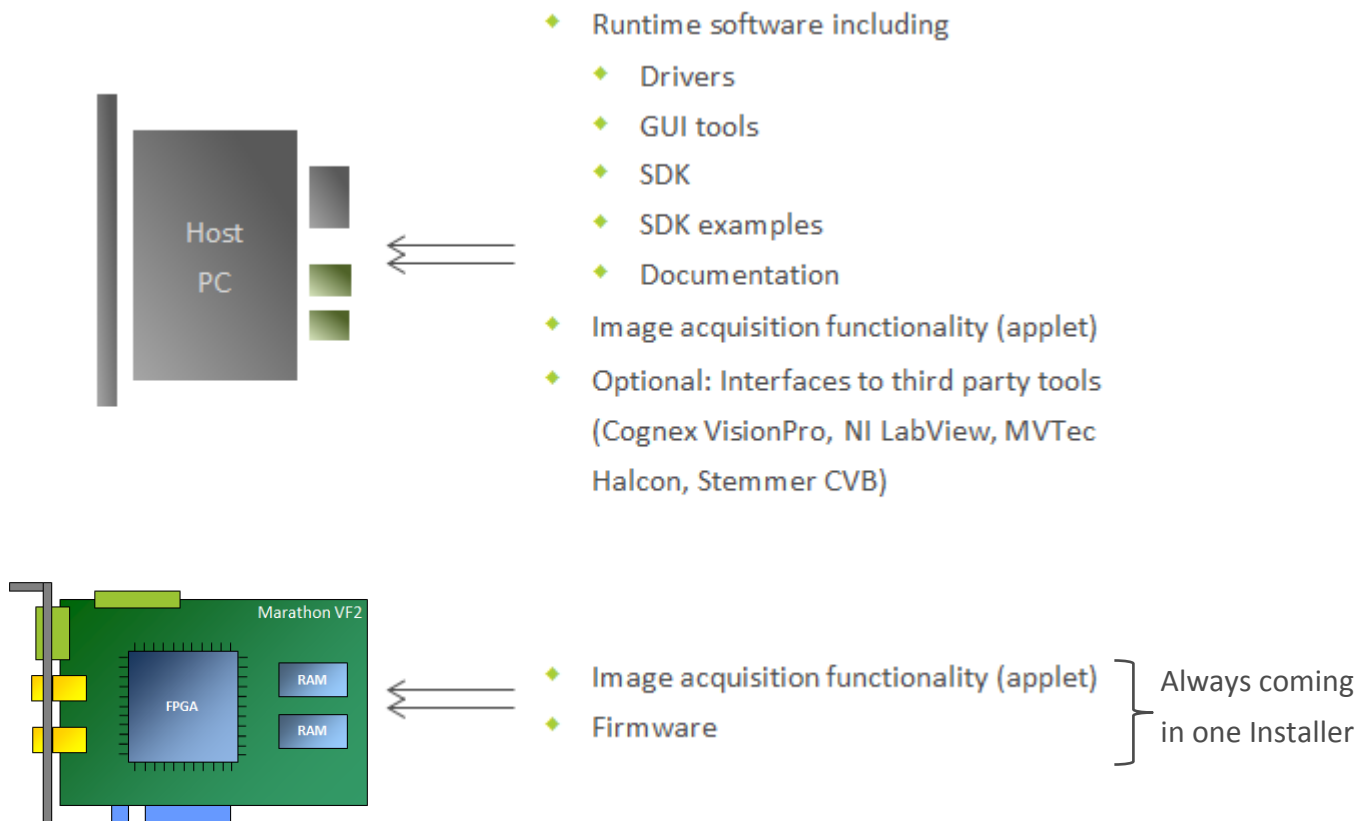 Runtime software including
Drivers
GUI tools
SDK
SDK examples
Documentation
Image acquisition functionality (applet)
Optional: Interfaces to third party tools
(Cognex VisionPro, NI LabView, MVTec
Halcon, Stemmer CVB)
Host
PC
Marathon VF2
FPGA
RAM
RAM
Image acquisition functionality (applet)
Firmware
Always coming
in one Installer